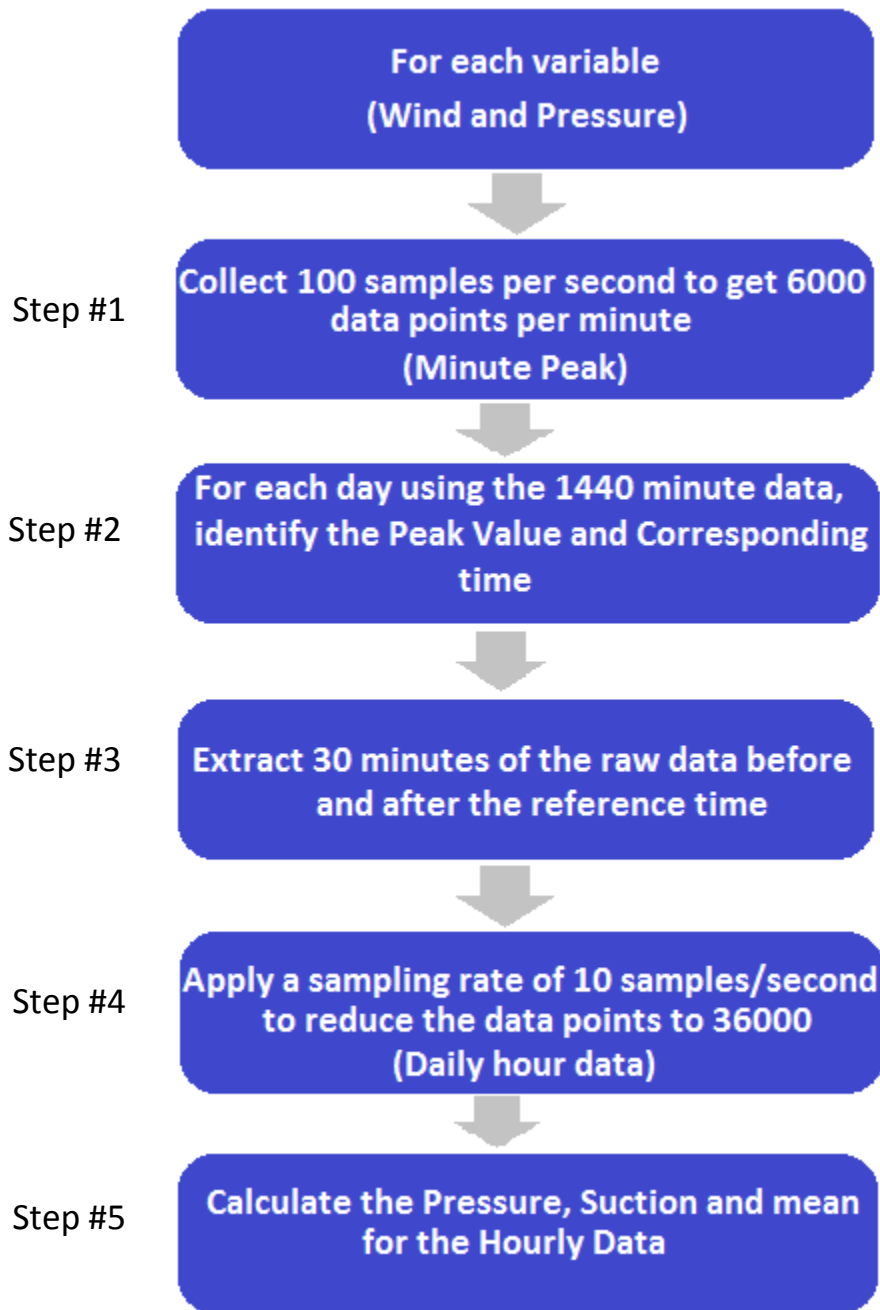 For each variable
(Wind and Pressure)
Step #1
Collect 100 samples per second to get 6000
data points per minute
(Minute Peak)
Step #2
For each day using the 1440 minute data,
identify the Peak Value and Corresponding
time
Step #3
Extract 30 minutes of the raw data before
and after the reference time
Step #4
Apply a sampling rate of 10 samples/second
to reduce the data points to 36000
(Daily hour data)
Step #5
Calculate the Pressure, Suction and mean
for the Hourly Data